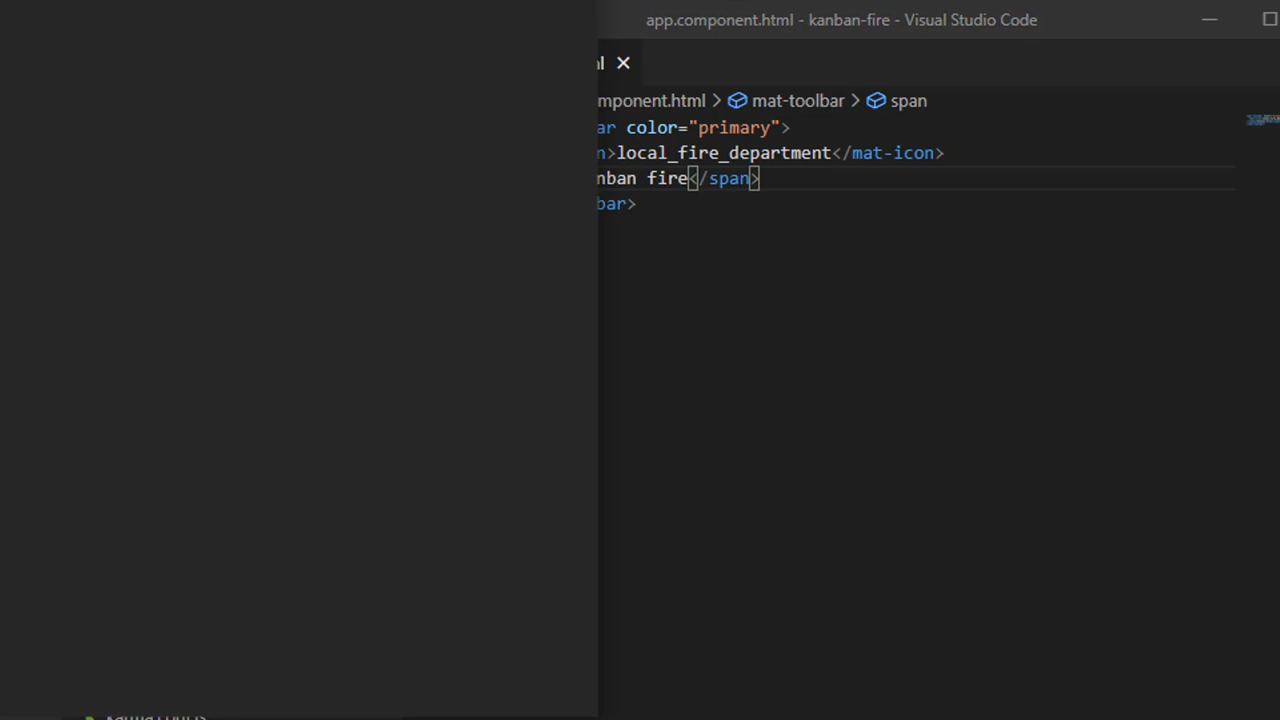 app.component.html - kanban-fire - Visual Studio Code
mponent.html > mat-toolbar > span
ar color="primary">
>local_fire_department</mat-icon>
nban fire</span>
bar>